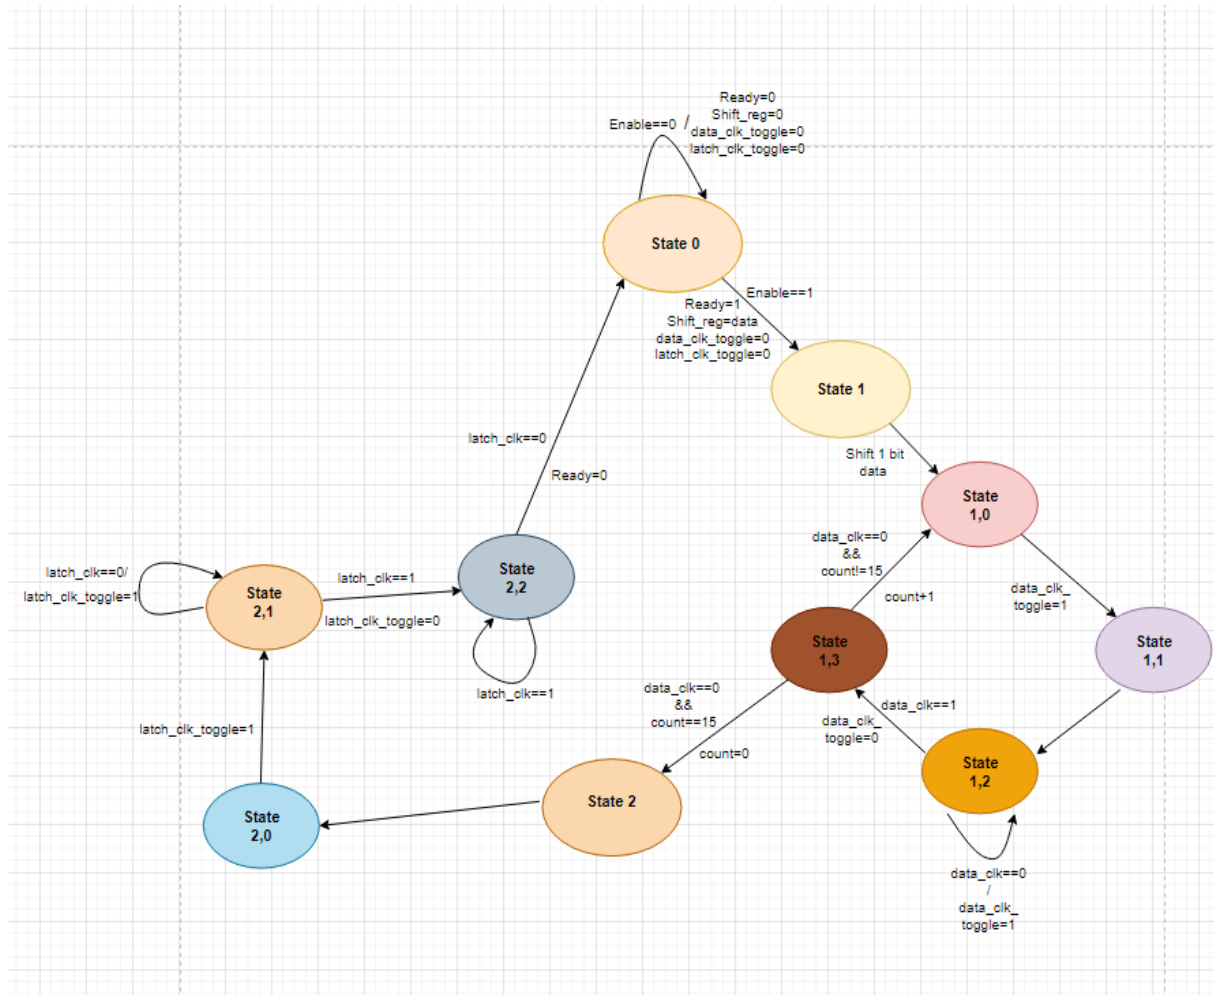 Ready=0
Shift_reg=0
Enable==0 /
data_clk_toggle=0
latch_clk_toggle=0
State 0
Enable==1
Ready=1
Shift_reg=data
data_clk_toggle=0
latch_clk_toggle=0
State 1
Shift 1 bit
data
State
1,0
latch_clk==0
Ready=0
data_clk==0
&&
count!=15
count+1
data_clk_
toggle=1
State
1,1
latch_clk==0/
latch_clk_toggle=1
State
2,1
latch_clk==1
latch_clk_toggle=0
State
2,2
latch_clk==1
State
1,3
data_clk==0
&&
count==15
count=0
data_clk==1
data_clk_
toggle=0
State
1,2
data_clk==0
/
data_clk_
toggle=1
latch_clk_toggle=1
State 2
State
2,0